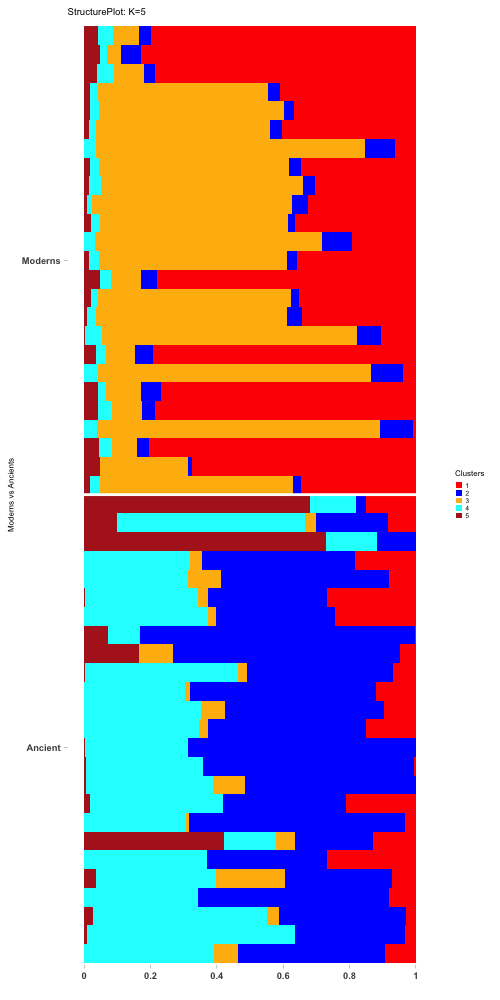 StructurePlot: K=5
Moderns
Moderns vs Ancients
Ancient
Clusters
1
2
3
4
5
0 0.2 0.4 0.6 0.8 1